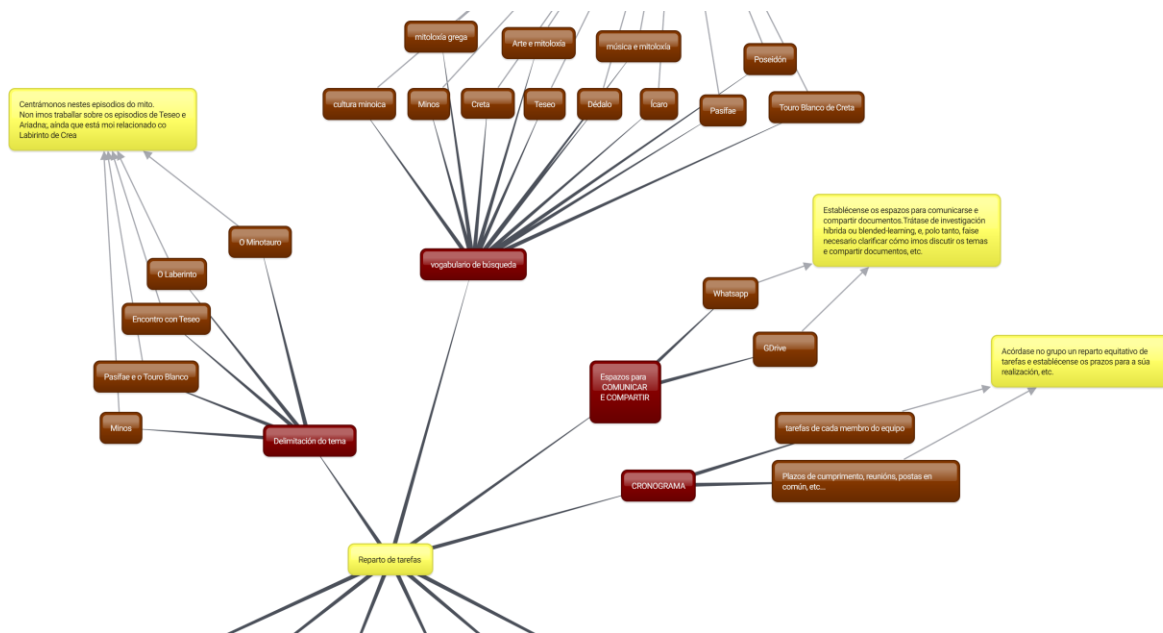 mitoloxía grega
Arte e mitoloxía
música e mitoloxía
Poseidón
cultura minoica
Minos
Creta
Teseo
Dédalo
Ícaro
Pasífae
Touro Blanco de Creta
Centrámonos nestes episodios do mito.
Non imos traballar sobre os episodios de Teseo e
Ariadna;, aínda que está moi relacionado co
Labirinto de Crea
O Minotauro
O Laberinto
Encontro con Teseo
Pasífae e o Touro Blanco
Minos
Delimitación do tema
vogabulario de búsqueda
Establécense os espazos para comunicarse e
compartir documentos.Trátase de investigación
híbrida ou blended-learning, e, polo tanto, faise
necesario clarificar cómo imos discutir os temas
e compartir documentos, etc.
Whatsapp
GDrive
Espazos para
COMUNICAR
E COMPARTIR
Acórdase no grupo un reparto equitativo de
tarefas e establécense os prazos para a súa
realización, etc.
tarefas de cada membro do equipo
CRONOGRAMA
Plazos de cumprimento, reunións, postas en
común, etc...
Reparto de tarefas